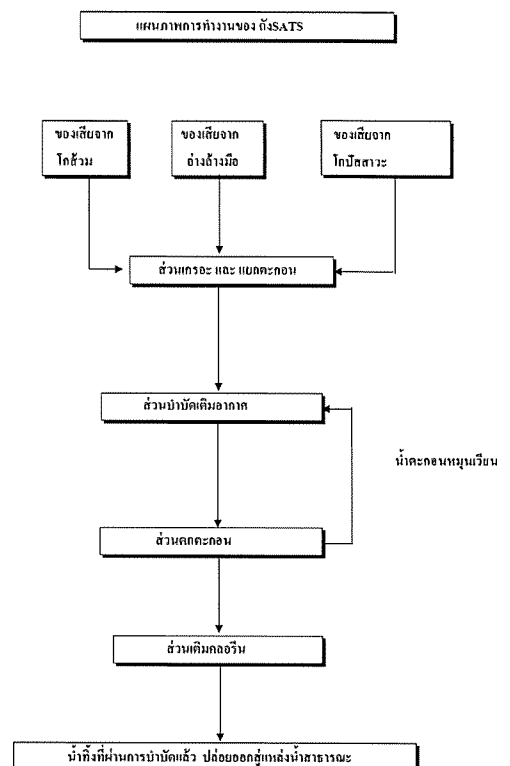 แผนภาพการทำงานของ ถังSATS
ของเสียจาก
โถส้วม
ของเสียจาก
อ่างล้างมือ
ของเสียจาก
โถปัสสาวะ
ส่วนเกรอะ และ แยกตะกอน
ส่วนบำบัดเติมอากาศ
น้ำตะกอนหมุนเวียน
ส่วนตกตะกอน
ส่วนเติมคลอรีน
น้ำทิ้งที่ผ่านการบำบัดแล้ว ปล่อยออกสู่แหล่งน้ำสาธารณะ